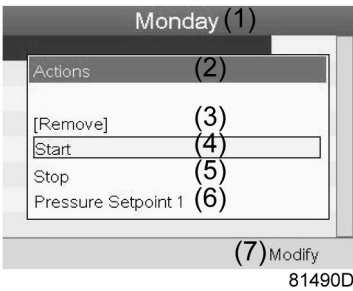 Monday (1)
Actions (2)
[Remove] (3)
Start (4)
Stop (5)
Pressure Setpoint 1 (6)
(7) Modify
81490D